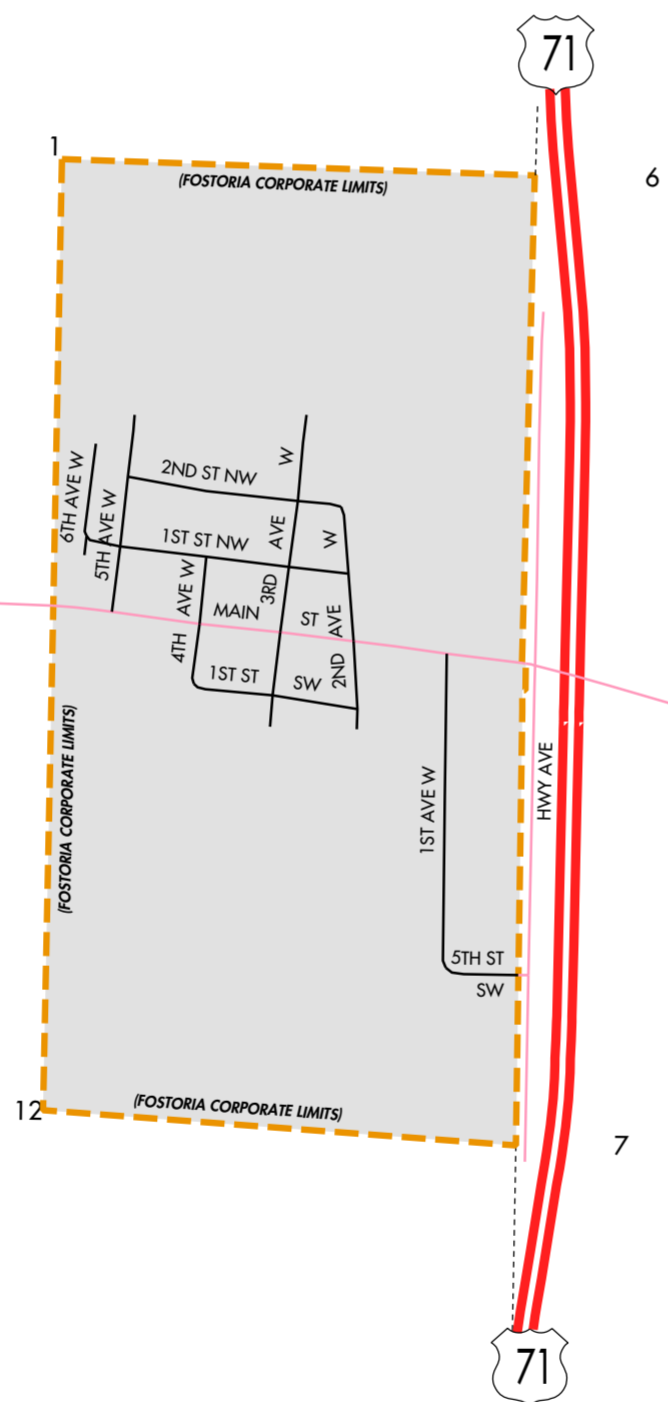 71
1
6
(FOSTORIA CORPORATE LIMITS)
W
2ND ST NW
6TH AVE W
5TH AVE W
1ST ST NW
AVE
W
3RD
AVE W
4TH
MAIN
ST
AVE
2ND
1ST ST
SW
(FOSTORIA CORPORATE LIMITS)
HWY AVE
1ST AVE W
5TH ST
SW
(FOSTORIA CORPORATE LIMITS)
12
7
71